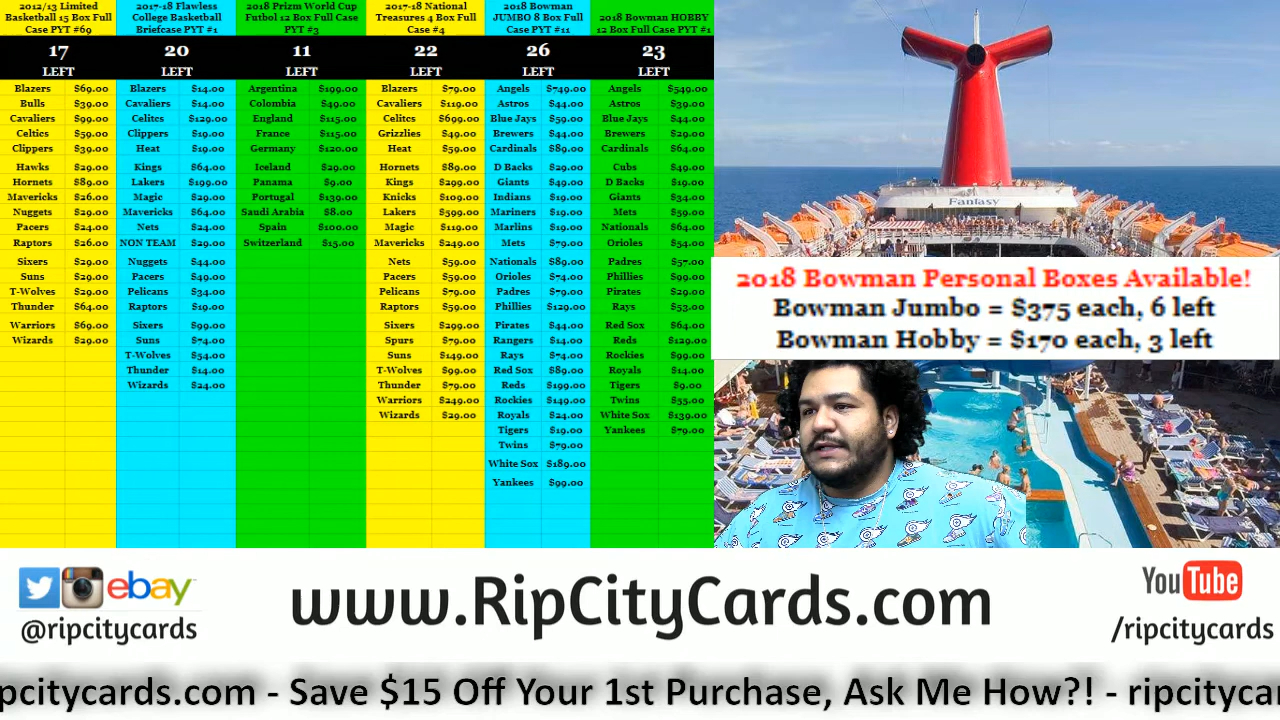 2012/13 Limited
Basketball 15 Box Full
Case PYT #69
17
LEFT
Blazers $69.00
Bulls $39.00
Cavaliers $99.00
Celtics $59.00
Clippers $39.00
Hawks $29.00
Hornets $89.00
Mavericks $26.00
Nuggets $29.00
Pacers $24.00
Raptors $26.00
Sixers $29.00
Suns $29.00
T-Wolves $29.00
Thunder $64.00
Warriors $69.00
Wizards $29.00
2017-18 Flawless
College Basketball
Briefcase PYT #1
20
LEFT
Blazers $14.00
Cavaliers $14.00
Celitcs $129.00
Clippers $19.00
Heat $19.00
Kings $64.00
Lakers $199.00
Magic $29.00
Mavericks $64.00
Nets $24.00
NON TEAM $29.00
Nuggets $44.00
Pacers $49.00
Pelicans $34.00
Raptors $19.00
Sixers $99.00
Suns $74.00
T-Wolves $54.00
Thunder $14.00
Wizards $24.00
2018 Prizm World Cup
Futbol 12 Box Full Case
PYT #3
11
LEFT
Argentina $199.00
Colombia $49.00
England $115.00
France $115.00
Germany $120.00
Iceland $29.00
Panama $9.00
Portugal $139.00
Saudi Arabia $8.00
Spain $100.00
Switzerland $15.00
2017-18 National
Treasures 4 Box Full
Case #4
22
LEFT
Blazers $79.00
Cavaliers $119.00
Celitcs $699.00
Grizzlies $49.00
Heat $59.00
Hornets $89.00
Kings $299.00
Knicks $109.00
Lakers $599.00
Magic $119.00
Mavericks $249.00
Nets $59.00
Pacers $59.00
Pelicans $79.00
Raptors $59.00
Sixers $299.00
Spurs $79.00
Suns $149.00
T-Wolves $99.00
Thunder $79.00
Warriors $249.00
Wizards $29.00
2018 Bowman
JUMBO 8 Box Full
Case PYT #11
26
LEFT
Angels $749.00
Astros $44.00
Blue Jays $59.00
Brewers $44.00
Cardinals $89.00
D Backs $29.00
Giants $49.00
Indians $19.00
Mariners $19.00
Marlins $19.00
Mets $79.00
Nationals $89.00
Orioles $74.00
Padres $79.00
Phillies $129.00
Pirates $44.00
Rangers $14.00
Rays $74.00
Red Sox $89.00
Reds $199.00
Rockies $149.00
Royals $24.00
Tigers $19.00
Twins $79.00
White Sox $189.00
Yankees $99.00
2018 Bowman HOBBY
12 Box Full Case PYT #1
23
LEFT
Angels $549.00
Astros $39.00
Blue Jays $44.00
Brewers $29.00
Cardinals $64.00
Cubs $49.00
D Backs $19.00
Giants $34.00
Mets $59.00
Nationals $64.00
Orioles $54.00
Padres $57.00
Phillies $99.00
Pirates $29.00
Rays $53.00
Red Sox $64.00
Reds $129.00
Rockies $99.00
Royals $14.00
Tigers $9.00
Twins $55.00
White Sox $139.00
Yankees $79.00
Fantasy
2018 Bowman Personal Boxes Available!
Bowman Jumbo = $375 each, 6 left
Bowman Hobby = $170 each, 3 left
ebay
@ripcitycards
www.RipCityCards.com
YouTube
/ripcitycards
pcitycards.com - Save $15 Off Your 1st Purchase, Ask Me How?! - ripcitycar